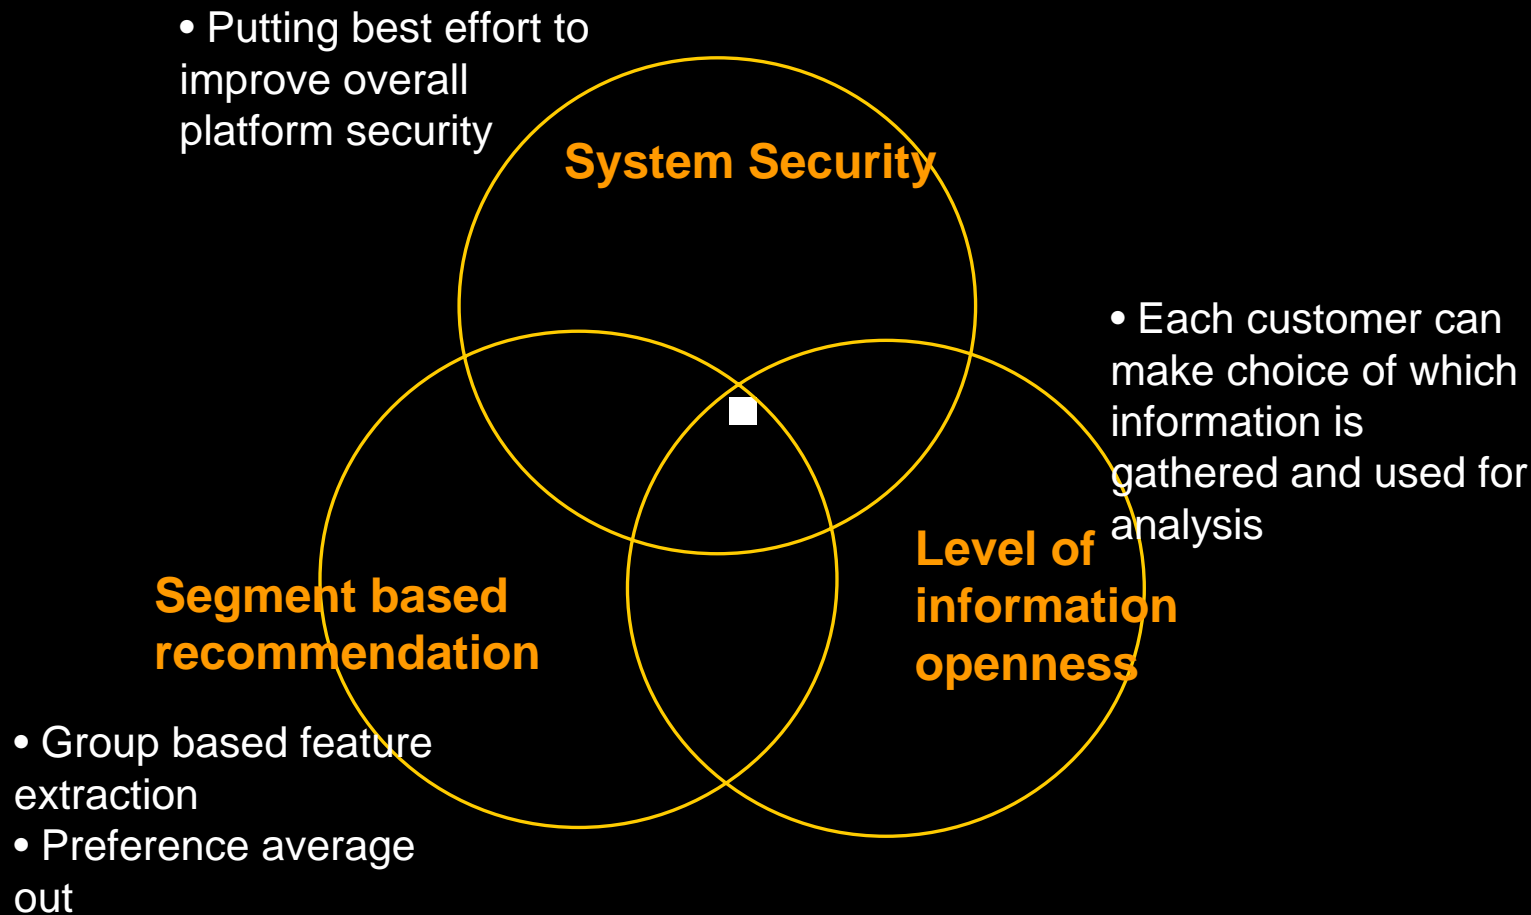 • Putting best effort to
improve overall
platform security
System Security
• Each customer can
make choice of which
information is
gathered and used for
analysis
Level of
information
openness
Segment based
recommendation
• Group based feature
extraction
• Preference average
out